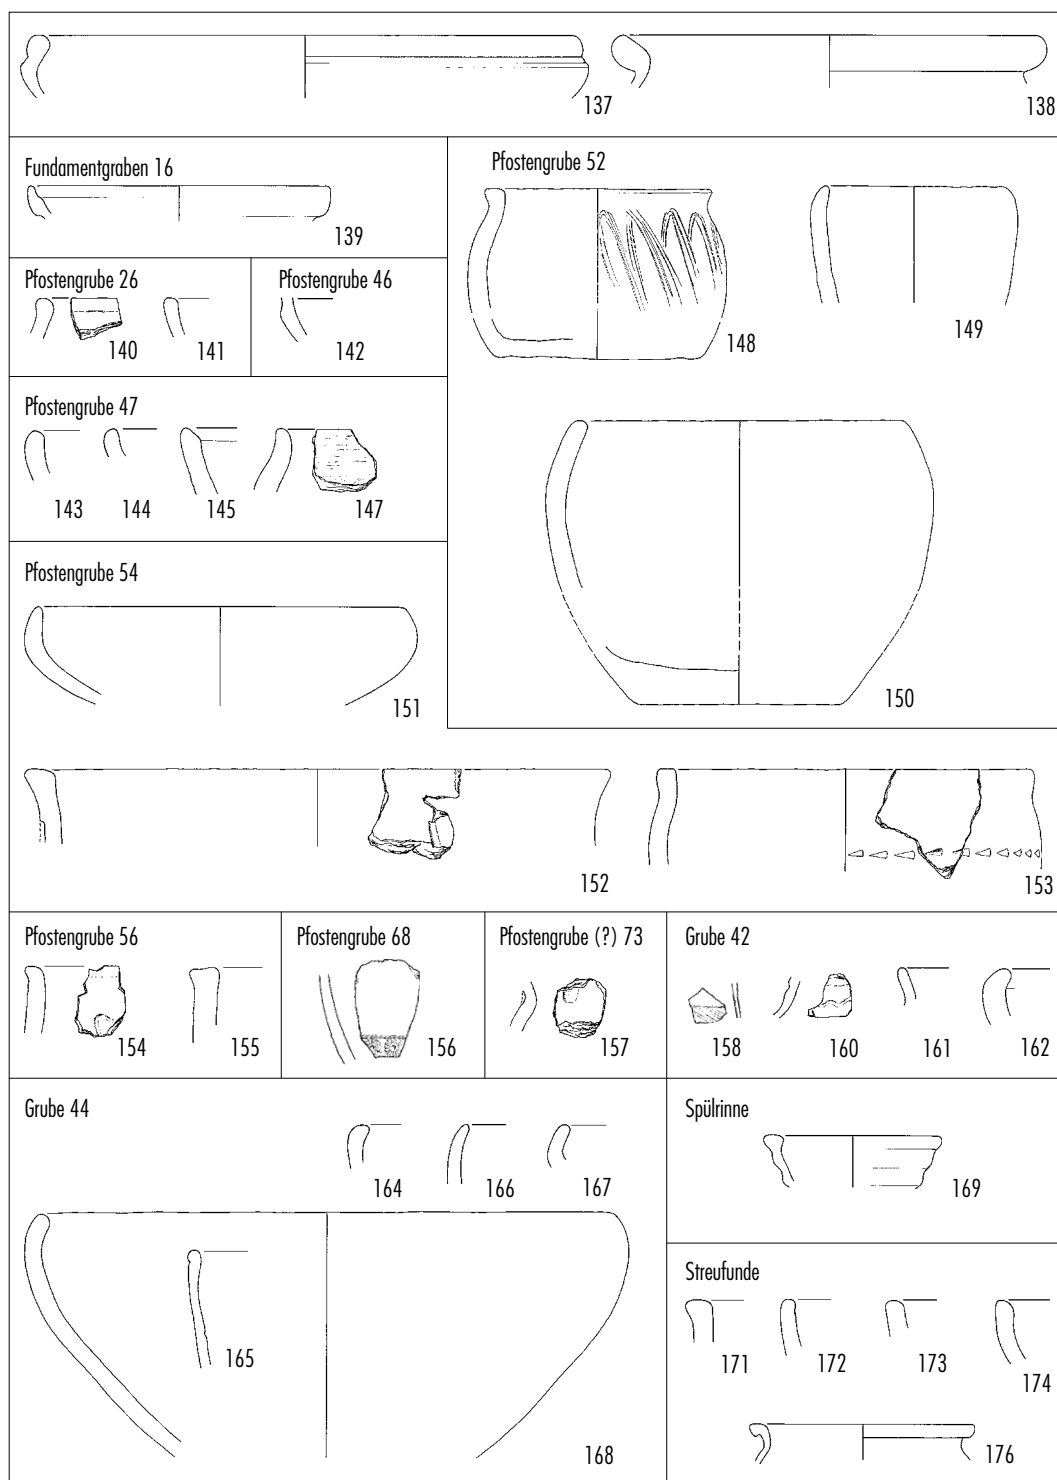 137 138
Fundamentgraben 16
139
Pfostengrube 52
148 149
150
Pfostengrube 26
140 141
Pfostengrube 46
142
Pfostengrube 47
143 144 145 147
Pfostengrube 54
151
152 153
Pfostengrube 56
154 155
Pfostengrube 68
156
Pfostengrube (?) 73
157
Grube 42
158 160 161 162
Grube 44
164 166 167
165
168
Spülrinne
169
Streufunde
171 172 173 174
176